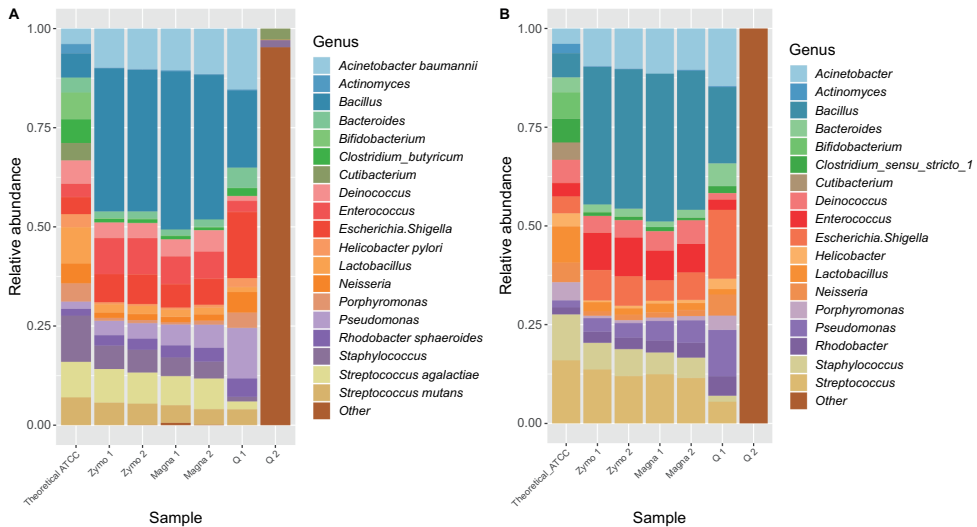 A
Relative abundance
1.00
0.75
0.50
0.25
0.00
Theoretical ATCC
Zymo 1
Zymo 2
Magna 1
Magna 2
Q 1
Q 2
Sample
Genus
Acinetobacter baumannii
Actinomyces
Bacillus
Bacteroides
Bifidobacterium
Clostridium_butyricum
Cutibacterium
Deinococcus
Enterococcus
Escherichia.Shigella
Helicobacter pylori
Lactobacillus
Neisseria
Porphyromonas
Pseudomonas
Rhodobacter sphaeroides
Staphylococcus
Streptococcus agalactiae
Streptococcus mutans
Other
B
Relative abundance
1.00
0.75
0.50
0.25
0.00
Theoretical_ATCC
Zymo 1
Zymo 2
Magna 1
Magna 2
Q 1
Q 2
Sample
Genus
Acinetobacter
Actinomyces
Bacillus
Bacteroides
Bifidobacterium
Clostridium_sensu_stricto_1
Cutibacterium
Deinococcus
Enterococcus
Escherichia.Shigella
Helicobacter
Lactobacillus
Neisseria
Porphyromonas
Pseudomonas
Rhodobacter
Staphylococcus
Streptococcus
Other